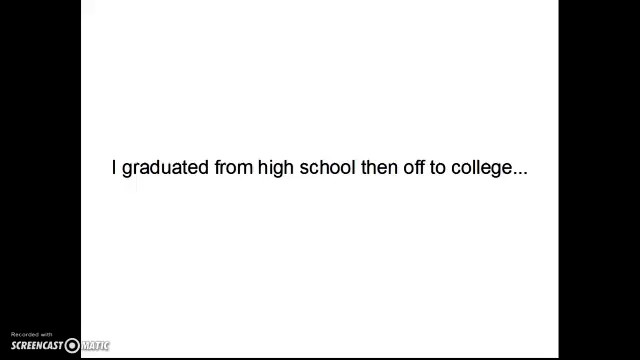 I graduated from high school then off to college...
Recorded with
SCREENCAST MATIC